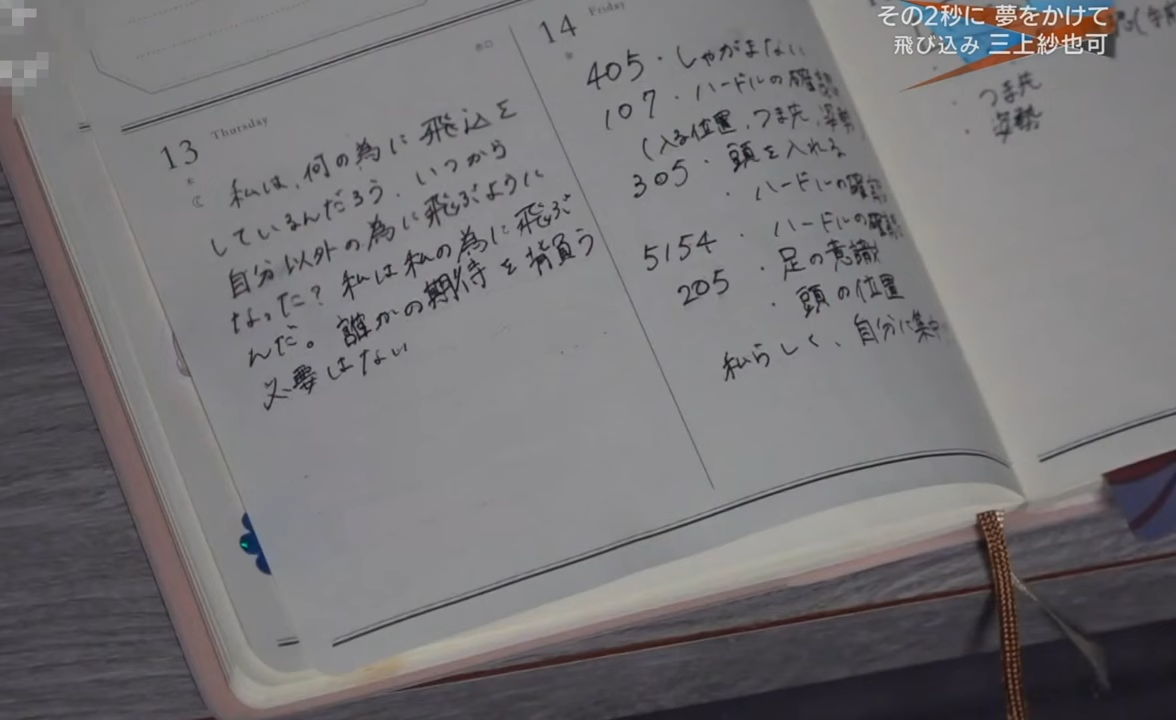 その2秒に 夢をかけて
飛び込み 三上紗也可
13 Thursday
私は、何の為に飛込を
しているんだろう。いつから
自分以外の為に飛ぶように
なった？私は私の為に飛ぶ
んだ。誰かの期待を背負う
必要はない
14 Friday
405・しゃがまない
107・ハードルの確認
(入る位置、つま先、姿勢
305・頭を入れる
・ハードルの確認
5154・ハードルの確認
205・足の意識
・頭の位置
私らしく、自分に集中
・つま先
・姿勢